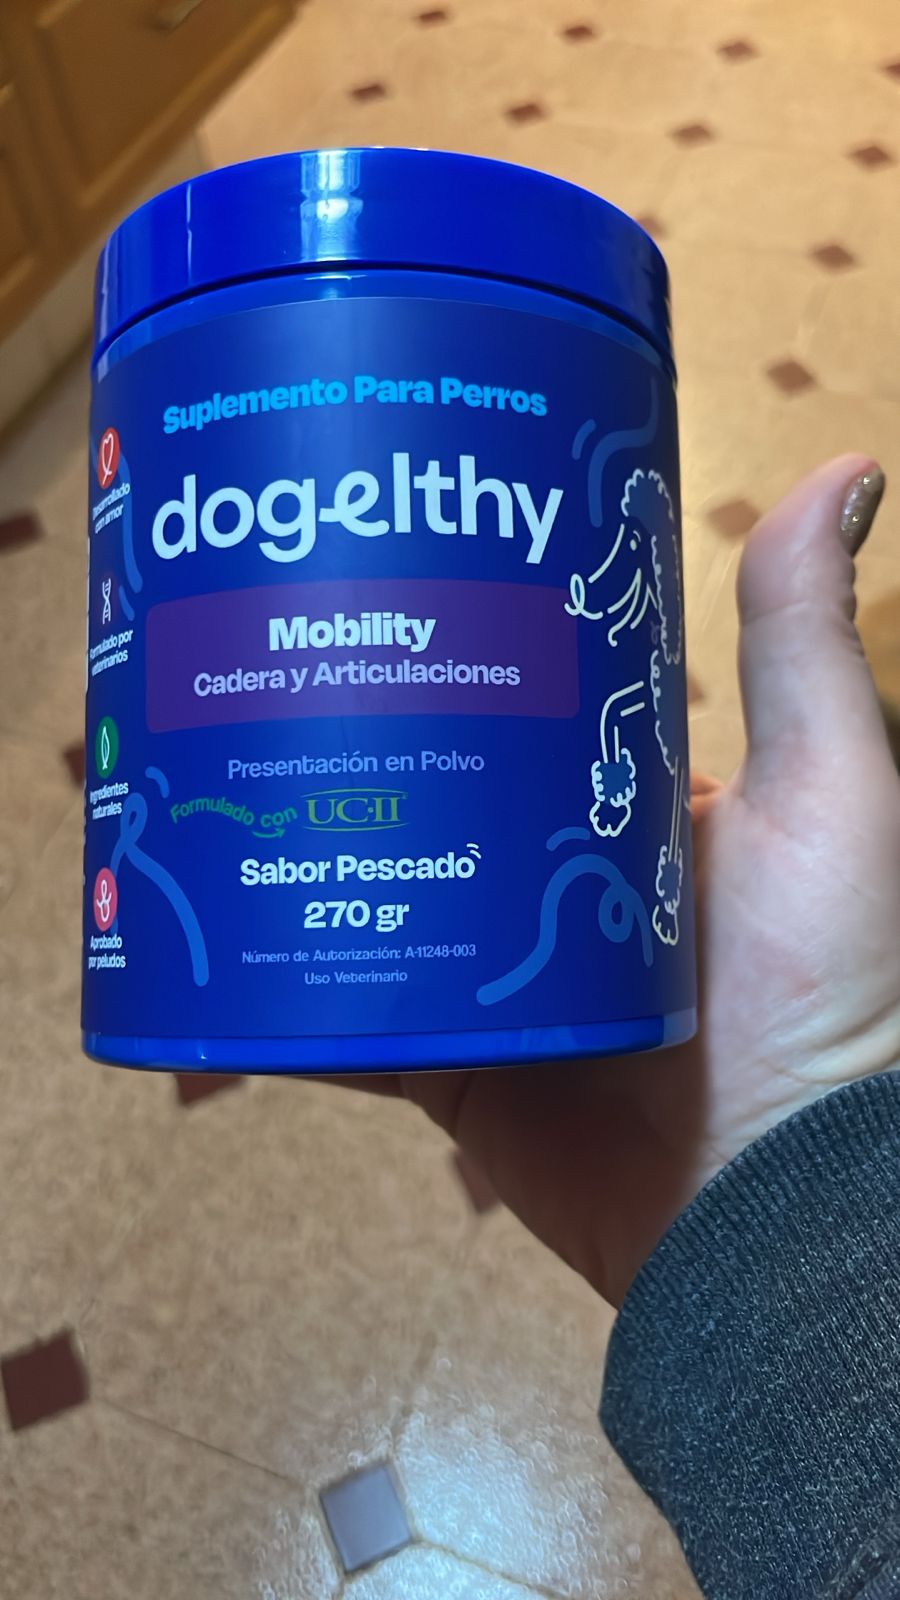 Suplemento Para Perros
dogelthy
Mobility
Cadera y Articulaciones
Presentación en Polvo
Formulado con UC-II®
Sabor Pescado
270 gr
Número de Autorización: A-11248-003
Uso Veterinario
Desarrollado
con amor
Formulado por
veterinarios
Ingredientes
naturales
Aprobado
por peludos